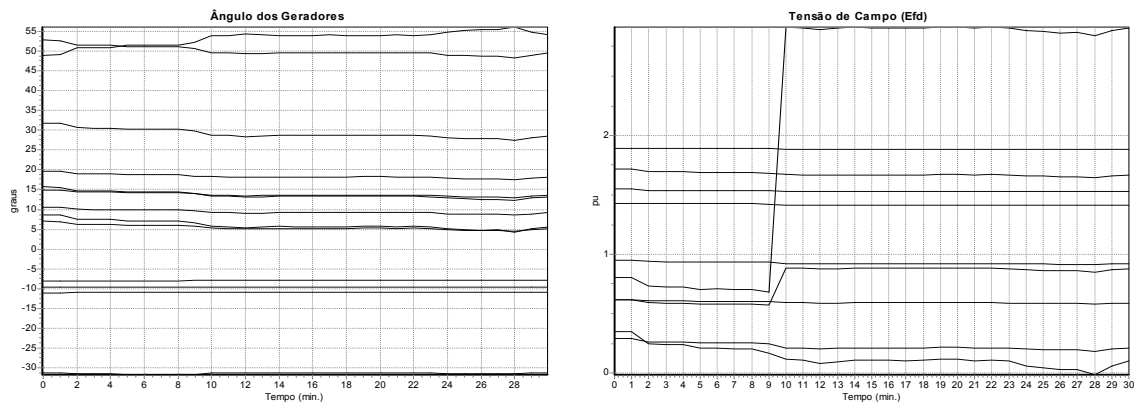 Ângulo dos Geradores
55
50
45
40
35
30
25
20
15
10
5
0
-5
-10
-15
-20
-25
-30
graus
0 2 4 6 8 10 12 14 16 18 20 22 24 26 28
Tempo (min.)
Tensão de Campo (Efd)
2
1
0
pu
0 1 2 3 4 5 6 7 8 9 10 11 12 13 14 15 16 17 18 19 20 21 22 23 24 25 26 27 28 29 30
Tempo (min.)